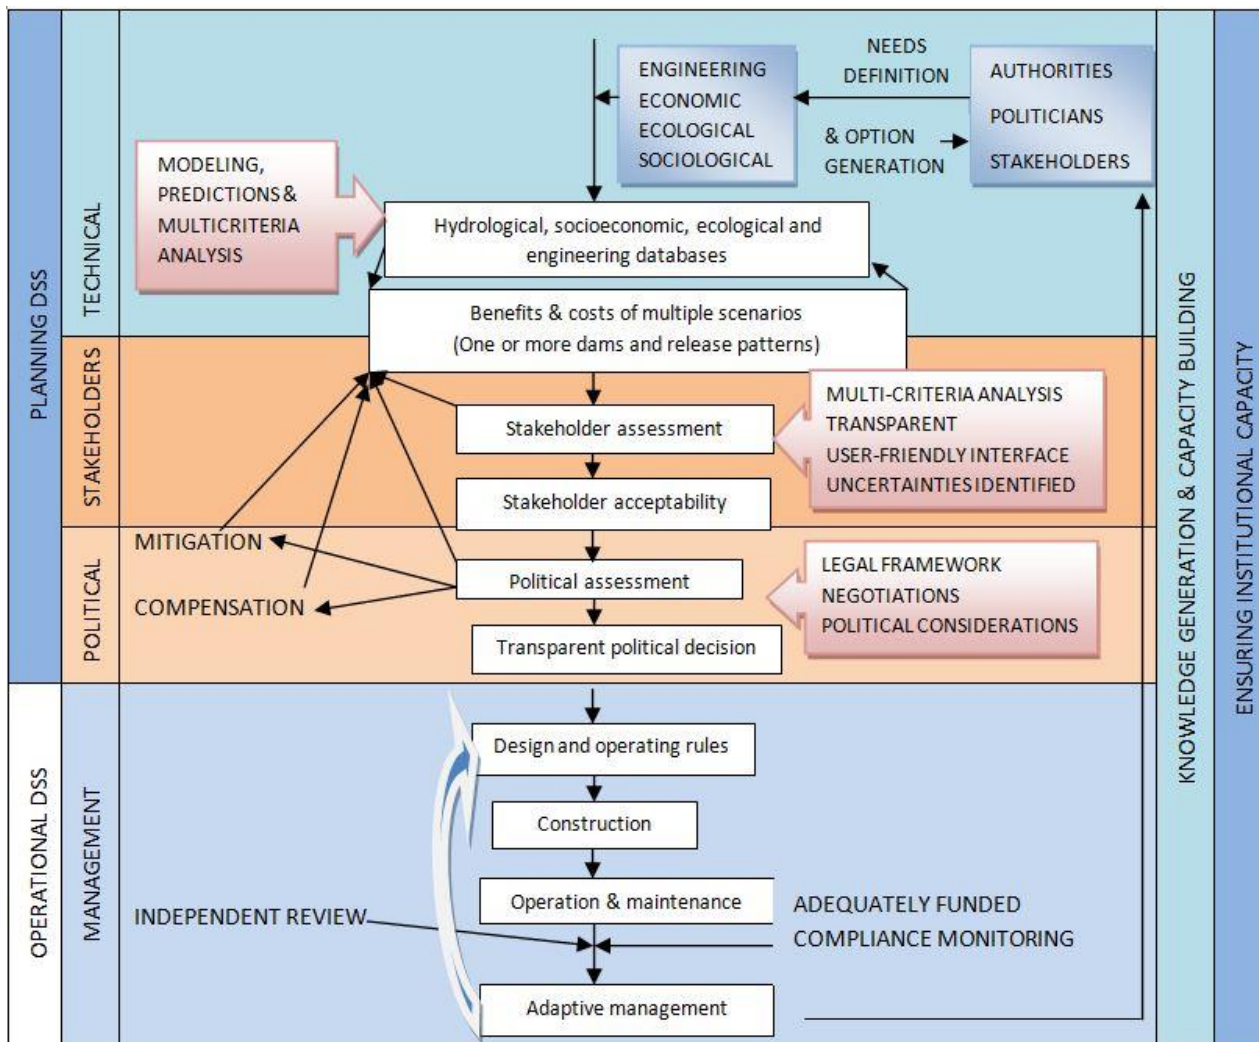 PLANNING DSS
OPERATIONAL DSS
TECHNICAL
STAKEHOLDERS
POLITICAL
MANAGEMENT
NEEDS
DEFINITION
& OPTION
GENERATION
ENGINEERING
ECONOMIC
ECOLOGICAL
SOCIOLOGICAL
AUTHORITIES
POLITICIANS
STAKEHOLDERS
MODELING,
PREDICTIONS &
MULTICRITERIA
ANALYSIS
Hydrological, socioeconomic, ecological and
engineering databases
Benefits & costs of multiple scenarios
(One or more dams and release patterns)
Stakeholder assessment
MULTI-CRITERIA ANALYSIS
TRANSPARENT
USER-FRIENDLY INTERFACE
UNCERTAINTIES IDENTIFIED
Stakeholder acceptability
MITIGATION
COMPENSATION
Political assessment
LEGAL FRAMEWORK
NEGOTIATIONS
POLITICAL CONSIDERATIONS
Transparent political decision
Design and operating rules
Construction
Operation & maintenance
INDEPENDENT REVIEW
ADEQUATELY FUNDED
COMPLIANCE MONITORING
Adaptive management
KNOWLEDGE GENERATION & CAPACITY BUILDING
ENSURING INSTITUTIONAL CAPACITY